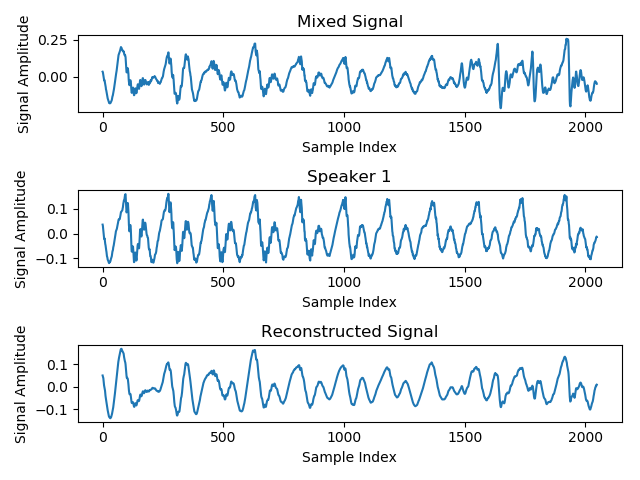 Mixed Signal
Signal Amplitude
0.25
0.00
0
500
1000
1500
2000
Sample Index
Speaker 1
Signal Amplitude
0.1
0.0
−0.1
0
500
1000
1500
2000
Sample Index
Reconstructed Signal
Signal Amplitude
0.1
0.0
−0.1
0
500
1000
1500
2000
Sample Index